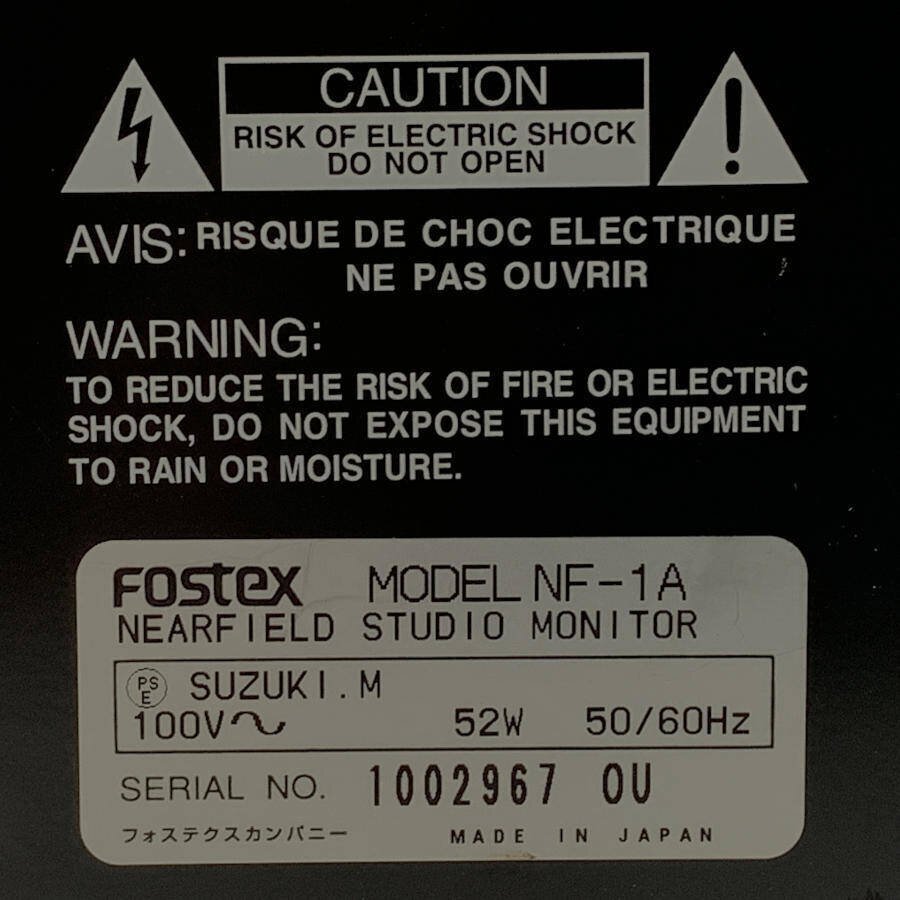 CAUTION
RISK OF ELECTRIC SHOCK
DO NOT OPEN
AVIS: RISQUE DE CHOC ELECTRIQUE
NE PAS OUVRIR
WARNING:
TO REDUCE THE RISK OF FIRE OR ELECTRIC
SHOCK, DO NOT EXPOSE THIS EQUIPMENT
TO RAIN OR MOISTURE.
FOSTEX MODEL NF-1A
NEARFIELD STUDIO MONITOR
PSE SUZUKI.M
100V～ 52W 50/60Hz
SERIAL NO. 1002967 OU
フォステクスカンパニー MADE IN JAPAN